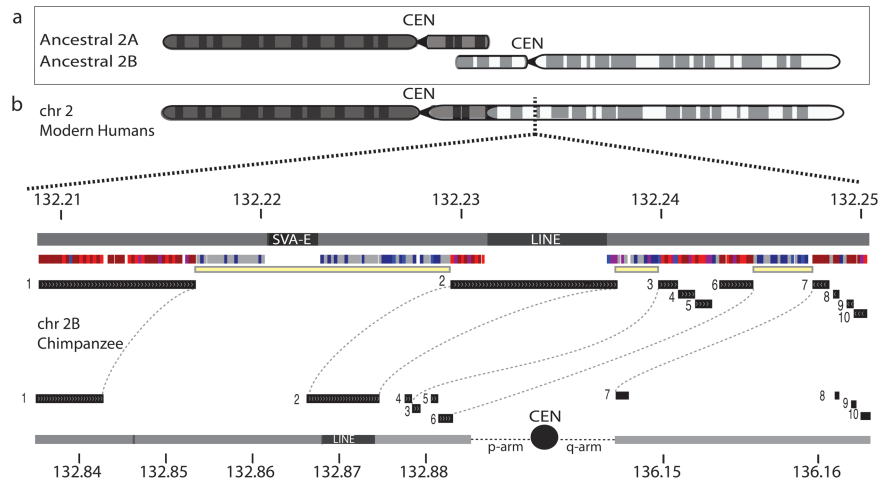 a
CEN
Ancestral 2A
CEN
Ancestral 2B
b
CEN
chr 2
Modern Humans
132.21 132.22 132.23 132.24 132.25
SVA-E LINE
1 2 3 6 7
4 8
5 9
10
chr 2B
Chimpanzee
1 2 4 5 7 8
3 9
6 10
CEN
LINE
p-arm q-arm
132.84 132.85 132.86 132.87 132.88 136.15 136.16